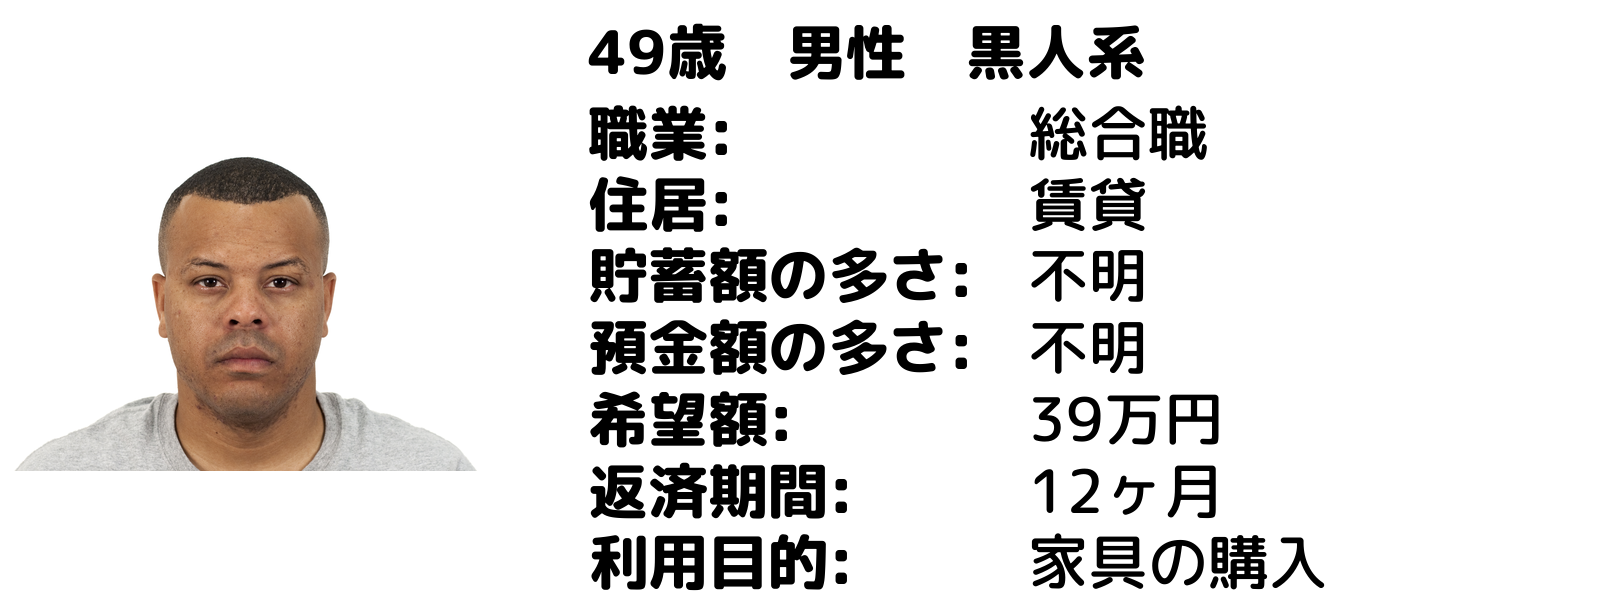 49歳　男性　黒人系
職業: 総合職
住居: 賃貸
貯蓄額の多さ: 不明
預金額の多さ: 不明
希望額: 39万円
返済期間: 12ヶ月
利用目的: 家具の購入